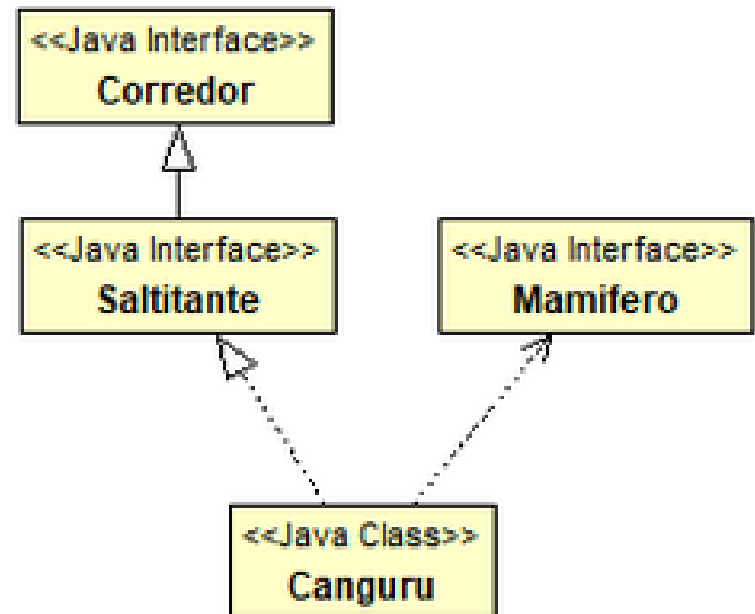 <<Java Interface>>
Corredor
<<Java Interface>>
Saltitante
<<Java Interface>>
Mamifero
<<Java Class>>
Canguru